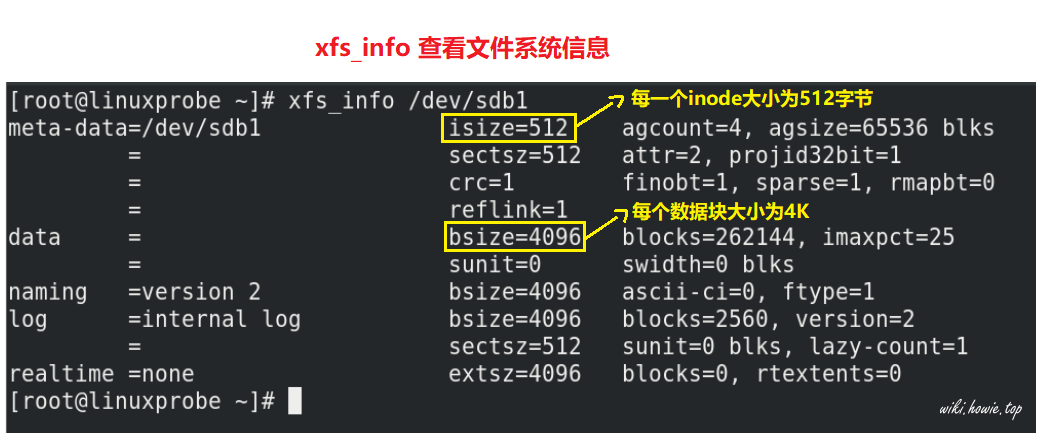 xfs_info 查看文件系统信息
[root@linuxprobe ~]# xfs_info /dev/sdb1
每一个inode大小为512字节
meta-data=/dev/sdb1 isize=512 agcount=4, agsize=65536 blks
= sectsz=512 attr=2, projid32bit=1
= crc=1 finobt=1, sparse=1, rmapbt=0
= reflink=1
每个数据块大小为4K
data = bsize=4096 blocks=262144, imaxpct=25
= sunit=0 swidth=0 blks
naming =version 2 bsize=4096 ascii-ci=0, ftype=1
log =internal log bsize=4096 blocks=2560, version=2
= sectsz=512 sunit=0 blks, lazy-count=1
realtime =none extsz=4096 blocks=0, rtextents=0
[root@linuxprobe ~]#
wiki.howie.top